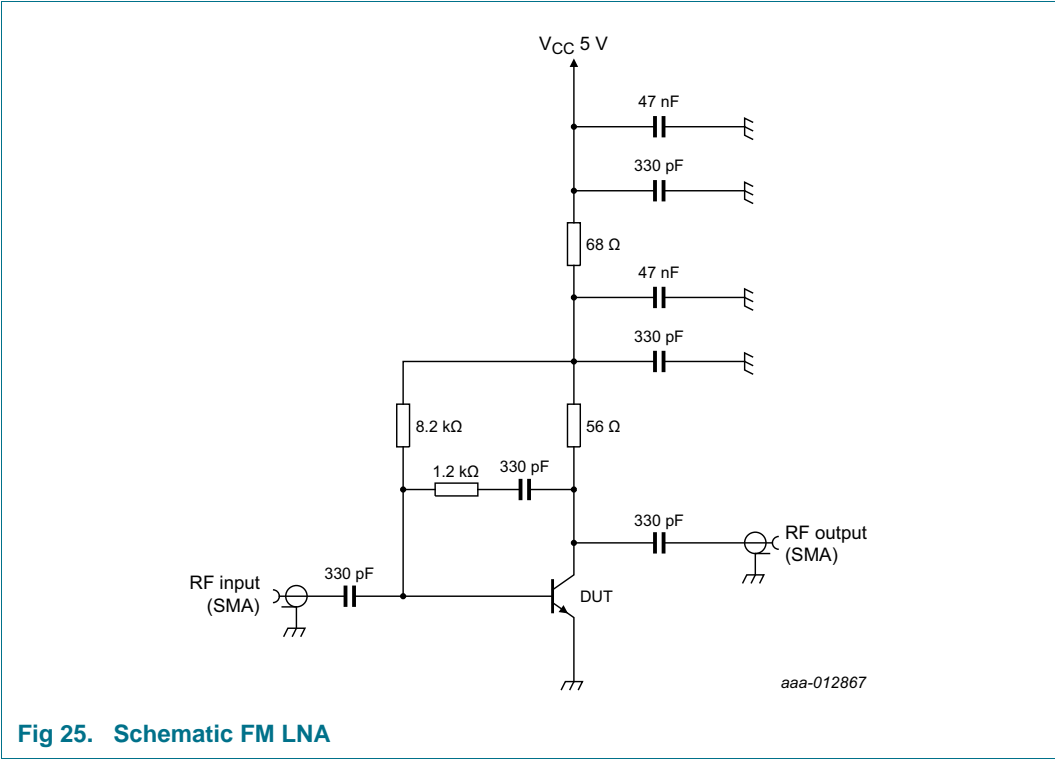 VCC 5 V
47 nF
330 pF
68 Ω
47 nF
330 pF
8.2 kΩ
56 Ω
1.2 kΩ
330 pF
330 pF
RF output
(SMA)
330 pF
RF input
(SMA)
DUT
aaa-012867
Fig 25. Schematic FM LNA